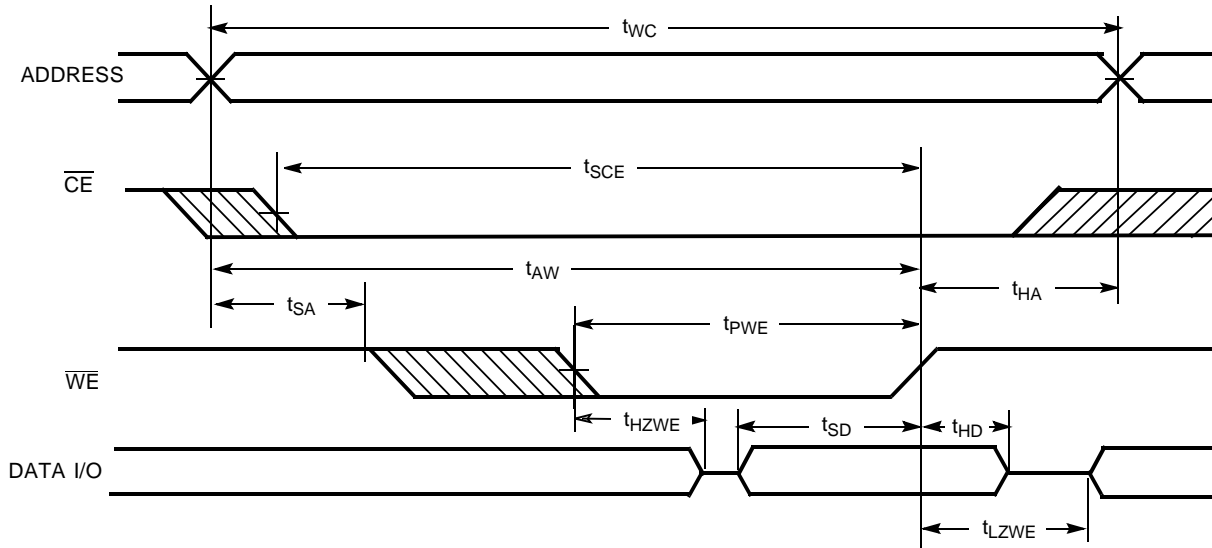 tWC
ADDRESS
tSCE
CE
tAW
tHA
tSA
tPWE
WE
tHZWE
tSD
tHD
DATA I/O
tLZWE